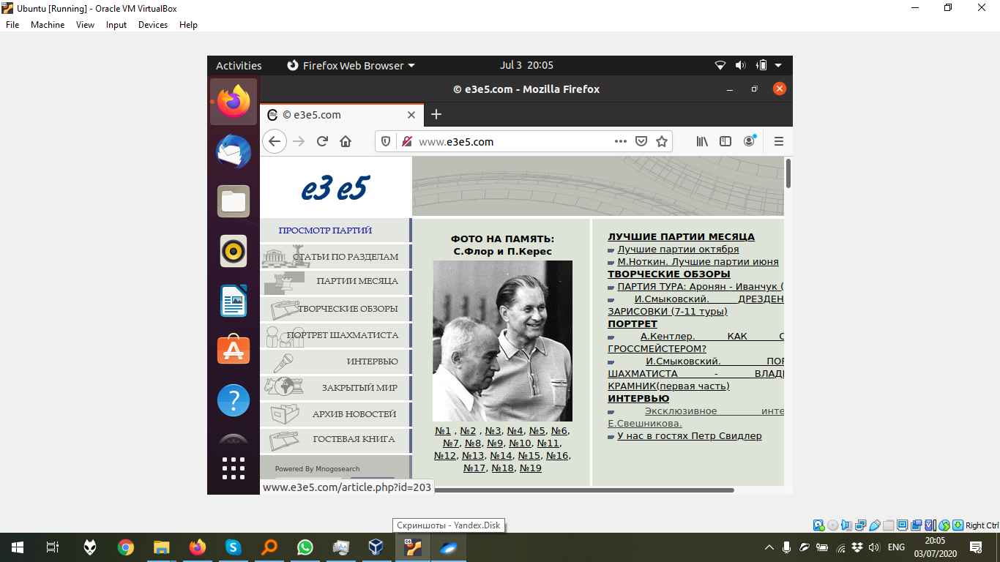 Ubuntu [Running] - Oracle VM VirtualBox
File Machine View Input Devices Help
Activities Firefox Web Browser Jul 3 20:05
© e3e5.com - Mozilla Firefox
© e3e5.com
www.e3e5.com
e3 e5
ПРОСМОТР ПАРТИЙ
СТАТЬИ ПО РАЗДЕЛАМ
ПАРТИИ МЕСЯЦА
ТВОРЧЕСКИЕ ОБЗОРЫ
ПОРТРЕТ ШАХМАТИСТА
ИНТЕРВЬЮ
ЗАКРЫТЫЙ МИР
АРХИВ НОВОСТЕЙ
ГОСТЕВАЯ КНИГА
Powered By Mnogosearch
www.e3e5.com/article.php?id=203
ФОТО НА ПАМЯТЬ:
С.Флор и П.Керес
№1 , №2 , №3, №4, №5, №6,
№7, №8, №9, №10, №11,
№12, №13, №14, №15, №16,
№17, №18, №19
ЛУЧШИЕ ПАРТИИ МЕСЯЦА
Лучшие партии октября
М.Ноткин. Лучшие партии июня
ТВОРЧЕСКИЕ ОБЗОРЫ
ПАРТИЯ ТУРА: Аронян - Иванчук (
И.Смыковский. ДРЕЗДЕН
ЗАРИСОВКИ (7-11 туры)
ПОРТРЕТ
А.Кентлер. КАК С
ГРОССМЕЙСТЕРОМ?
И.Смыковский. ПОР
ШАХМАТИСТА - ВЛАД
КРАМНИК(первая часть)
ИНТЕРВЬЮ
Эксклюзивное инте
Е.Свешникова.
У нас в гостях Петр Свидлер
Скриншоты - Yandex.Disk
Right Ctrl
ENG
20:05
03/07/2020